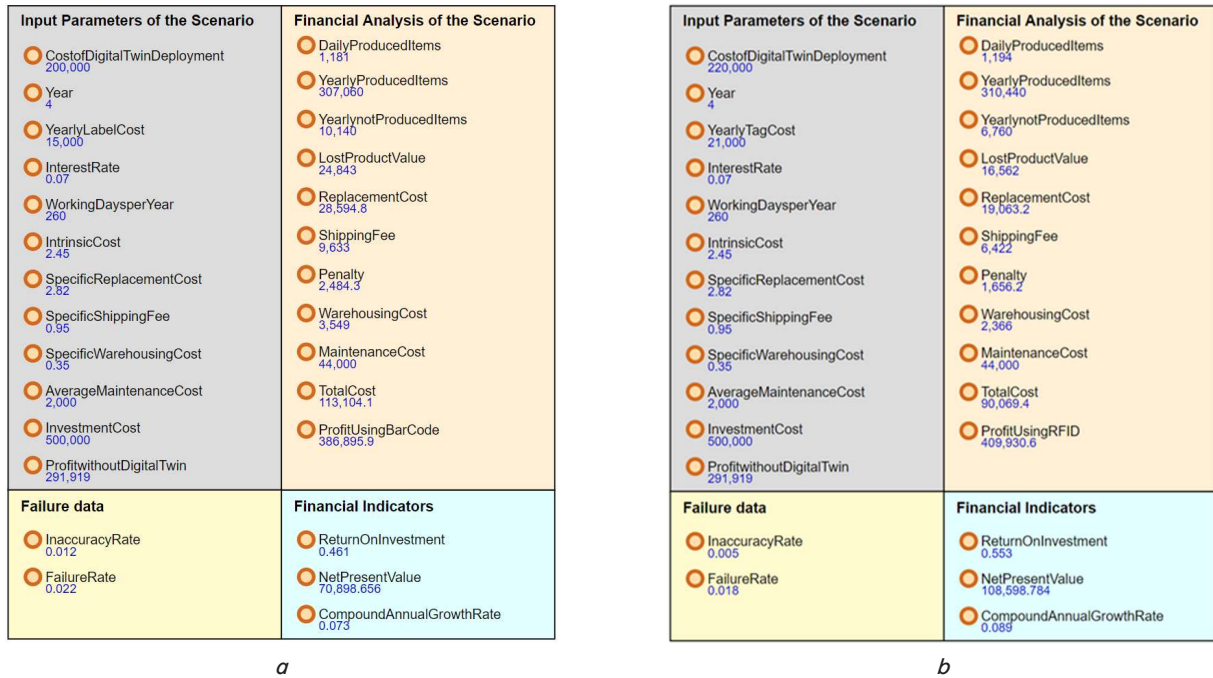 Input Parameters of the Scenario
CostofDigitalTwinDeployment
200,000
Year
4
YearlyLabelCost
15,000
InterestRate
0.07
WorkingDaysperYear
260
IntrinsicCost
2.45
SpecificReplacementCost
2.82
SpecificShippingFee
0.95
SpecificWarehousingCost
0.35
AverageMaintenanceCost
2,000
InvestmentCost
500,000
ProfitwithoutDigitalTwin
291,919
Financial Analysis of the Scenario
DailyProducedItems
1,181
YearlyProducedItems
307,060
YearlynotProducedItems
10,140
LostProductValue
24,843
ReplacementCost
28,594.8
ShippingFee
9,633
Penalty
2,484.3
WarehousingCost
3,549
MaintenanceCost
44,000
TotalCost
113,104.1
ProfitUsingBarCode
386,895.9
Failure data
InaccuracyRate
0.012
FailureRate
0.022
Financial Indicators
ReturnOnInvestment
0.461
NetPresentValue
70,898.656
CompoundAnnualGrowthRate
0.073
a
Input Parameters of the Scenario
CostofDigitalTwinDeployment
220,000
Year
4
YearlyTagCost
21,000
InterestRate
0.07
WorkingDaysperYear
260
IntrinsicCost
2.45
SpecificReplacementCost
2.82
SpecificShippingFee
0.95
SpecificWarehousingCost
0.35
AverageMaintenanceCost
2,000
InvestmentCost
500,000
ProfitwithoutDigitalTwin
291,919
Financial Analysis of the Scenario
DailyProducedItems
1,194
YearlyProducedItems
310,440
YearlynotProducedItems
6,760
LostProductValue
16,562
ReplacementCost
19,063.2
ShippingFee
6,422
Penalty
1,656.2
WarehousingCost
2,366
MaintenanceCost
44,000
TotalCost
90,069.4
ProfitUsingRFID
409,930.6
Failure data
InaccuracyRate
0.005
FailureRate
0.018
Financial Indicators
ReturnOnInvestment
0.553
NetPresentValue
108,598.784
CompoundAnnualGrowthRate
0.089
b